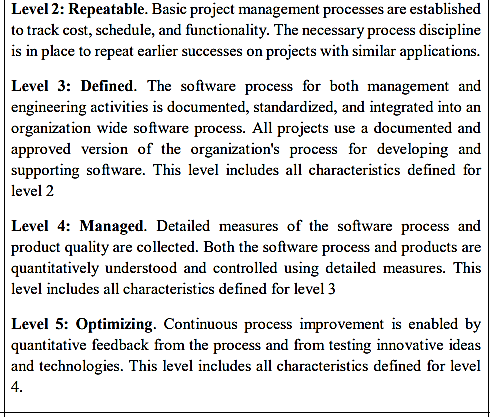 Level 2: Repeatable. Basic project management processes are established
to track cost, schedule, and functionality. The necessary process discipline
is in place to repeat earlier successes on projects with similar applications.
Level 3: Defined. The software process for both management and
engineering activities is documented, standardized, and integrated into an
organization wide software process. All projects use a documented and
approved version of the organization's process for developing and
supporting software. This level includes all characteristics defined for
level 2
Level 4: Managed. Detailed measures of the software process and
product quality are collected. Both the software process and products are
quantitatively understood and controlled using detailed measures. This
level includes all characteristics defined for level 3
Level 5: Optimizing. Continuous process improvement is enabled by
quantitative feedback from the process and from testing innovative ideas
and technologies. This level includes all characteristics defined for level
4.